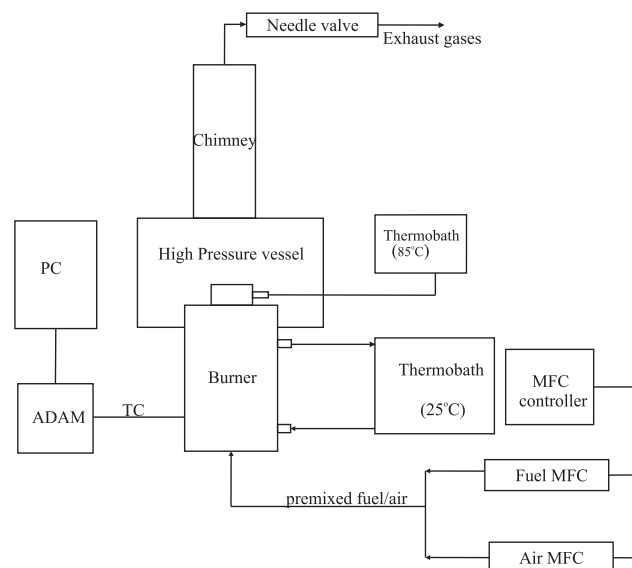 Needle valve
Exhaust gases
Chimney
High Pressure vessel
Thermobath
(85°C)
PC
Burner
Thermobath
(25°C)
MFC
controller
ADAM
TC
Fuel MFC
premixed fuel/air
Air MFC